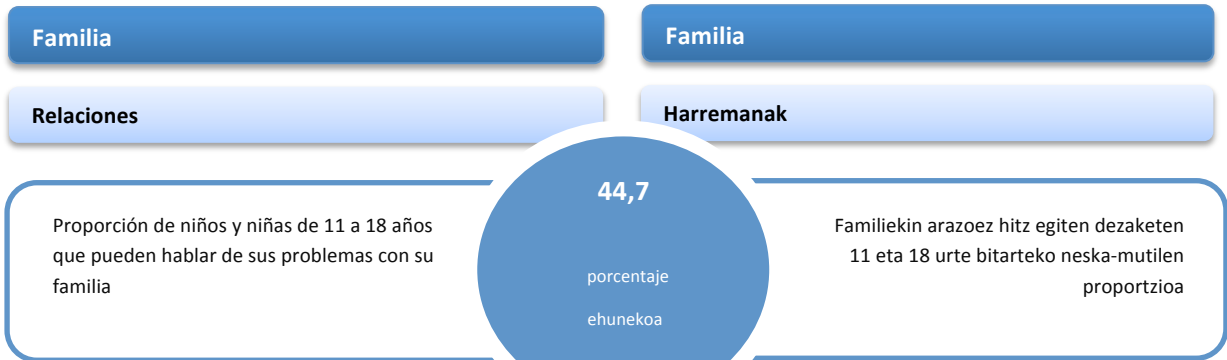 Familia
Familia
Relaciones
Harremanak
44,7
porcentaje
ehunekoa
Proporción de niños y niñas de 11 a 18 años
que pueden hablar de sus problemas con su
familia
Familiekin arazoez hitz egiten dezaketen
11 eta 18 urte bitarteko neska-mutilen
proportzioa